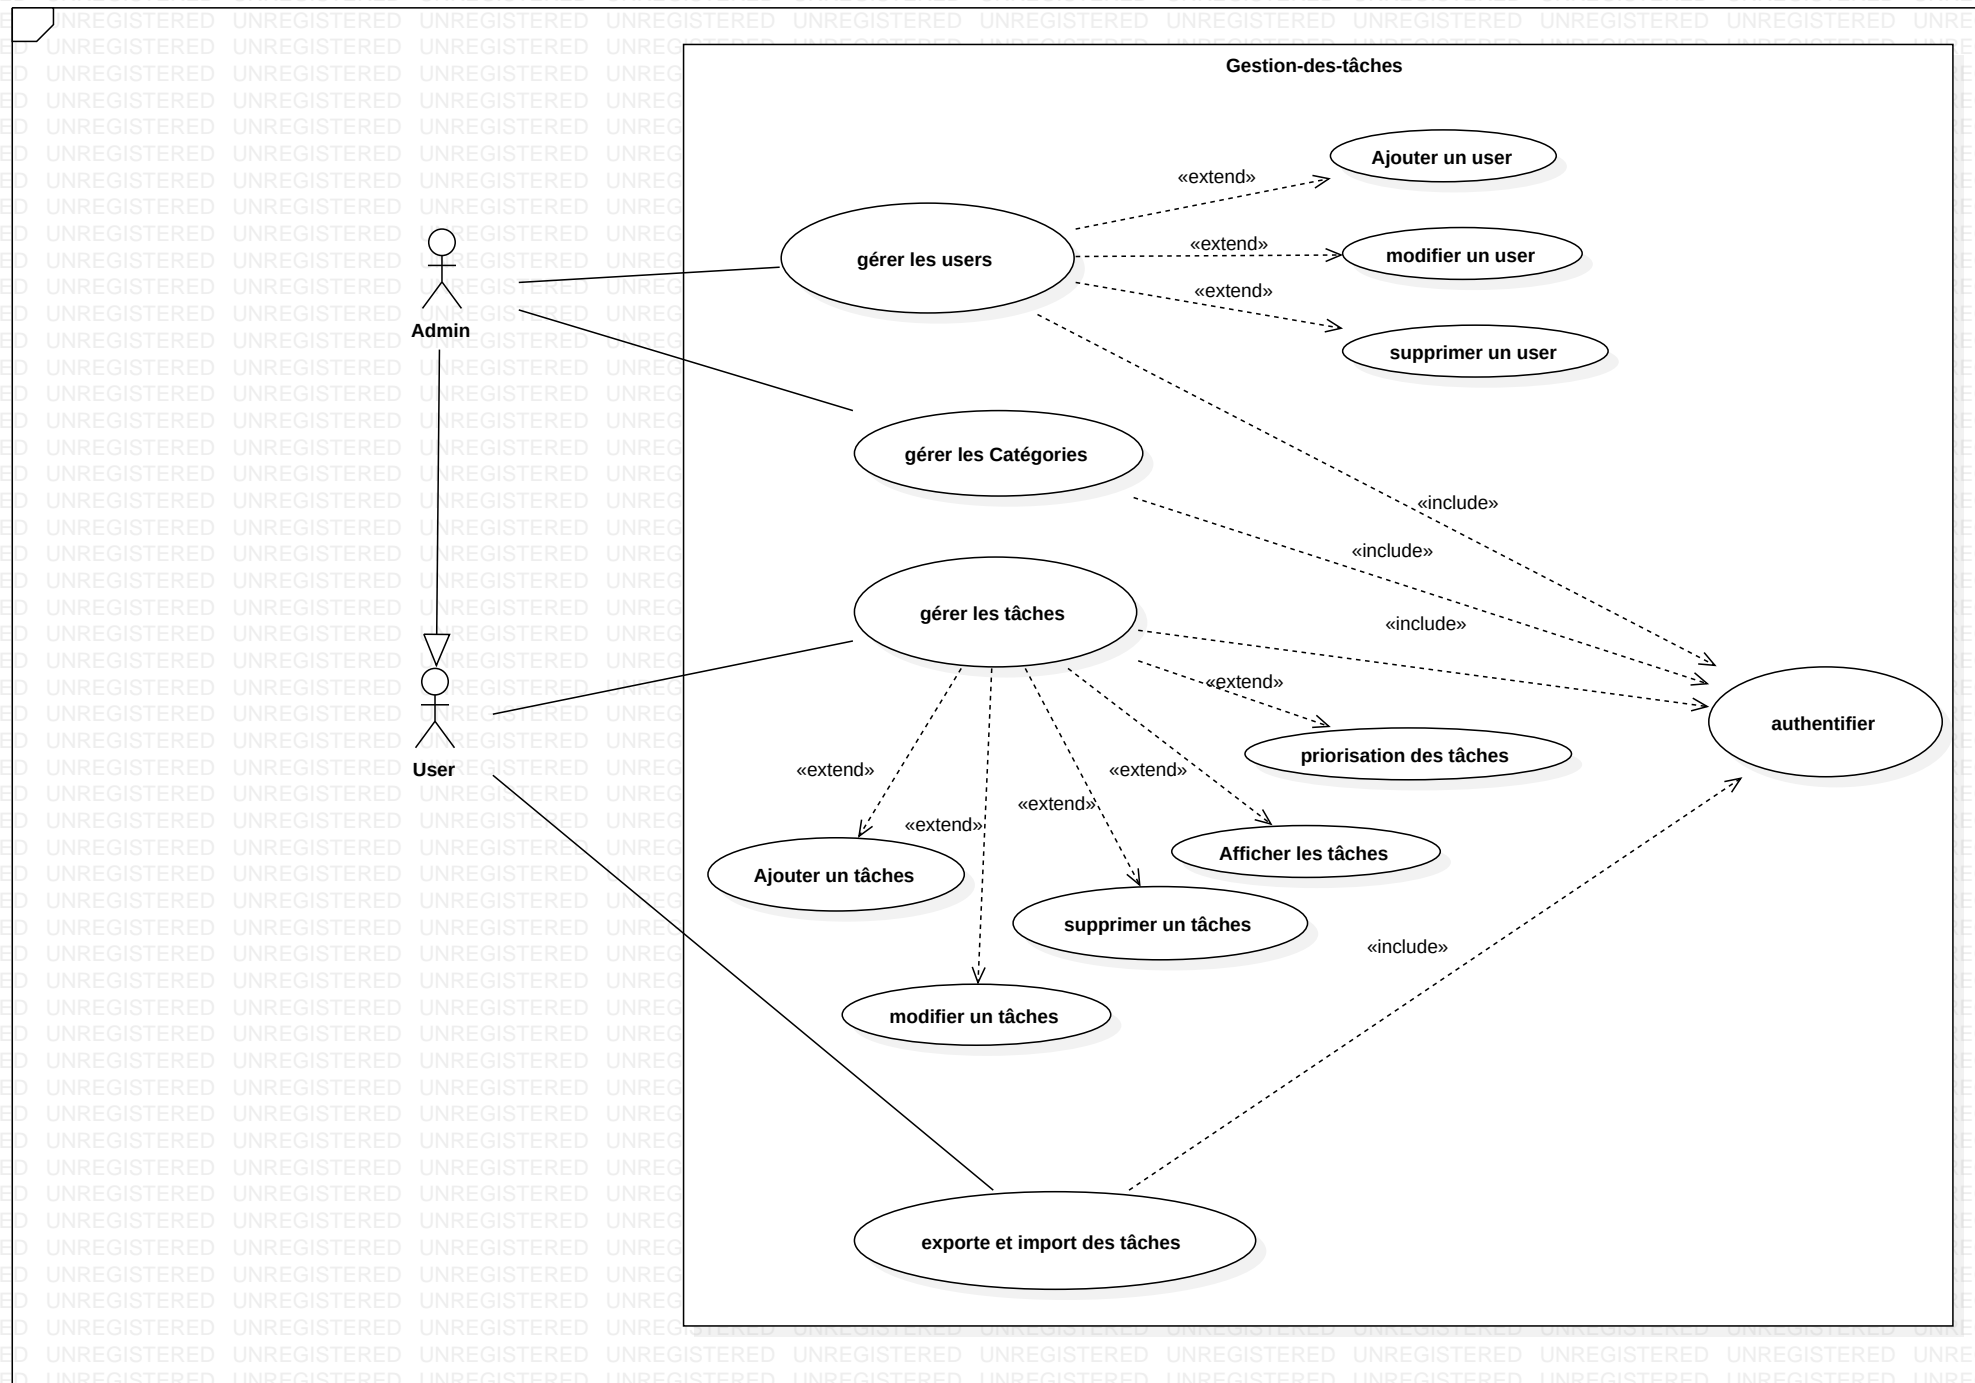 Gestion-des-tâches
Ajouter un user
«extend»
gérer les users
«extend»
modifier un user
«extend»
supprimer un user
Admin
gérer les Catégories
«include»
«include»
gérer les tâches
«include»
«extend»
authentifier
priorisation des tâches
User
«extend»
«extend»
«extend»
«extend»
Afficher les tâches
Ajouter un tâches
supprimer un tâches
«include»
modifier un tâches
exporte et import des tâches
UNREGISTERED